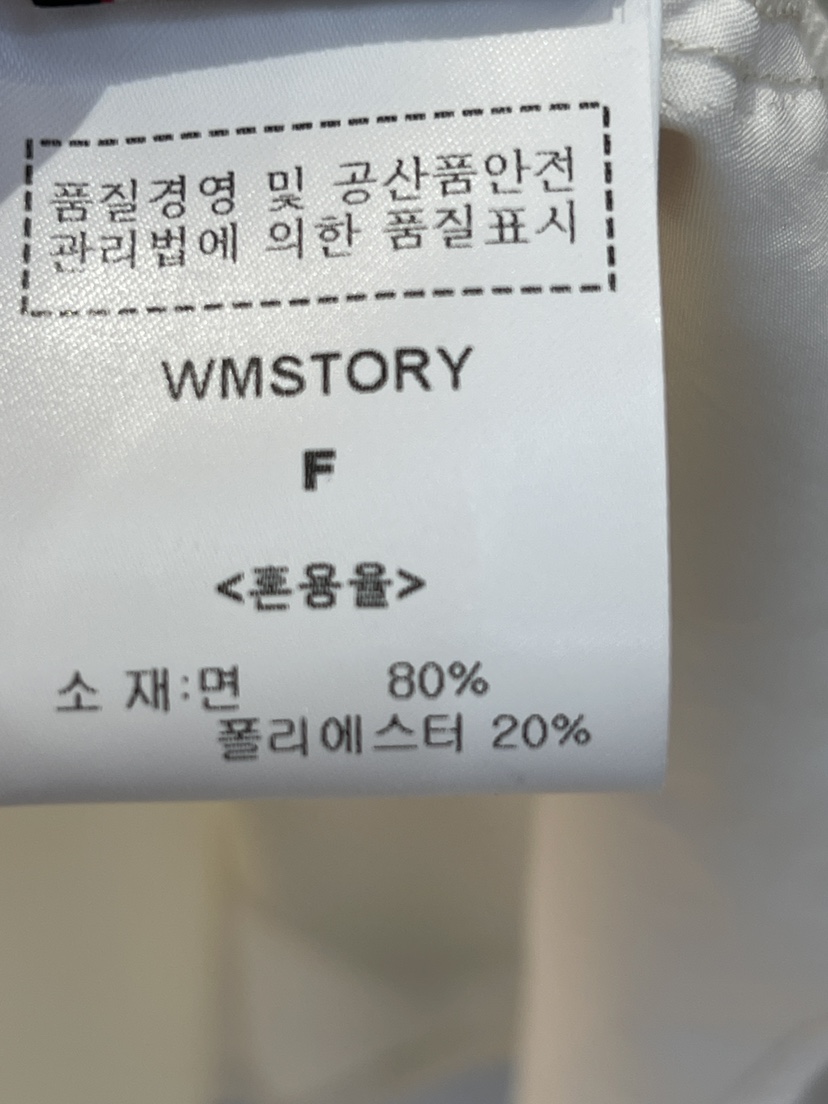 품질경영 및 공산품안전
관리법에 의한 품질표시
WMSTORY
F
<혼용율>
소 재:면 80%
폴리에스터 20%